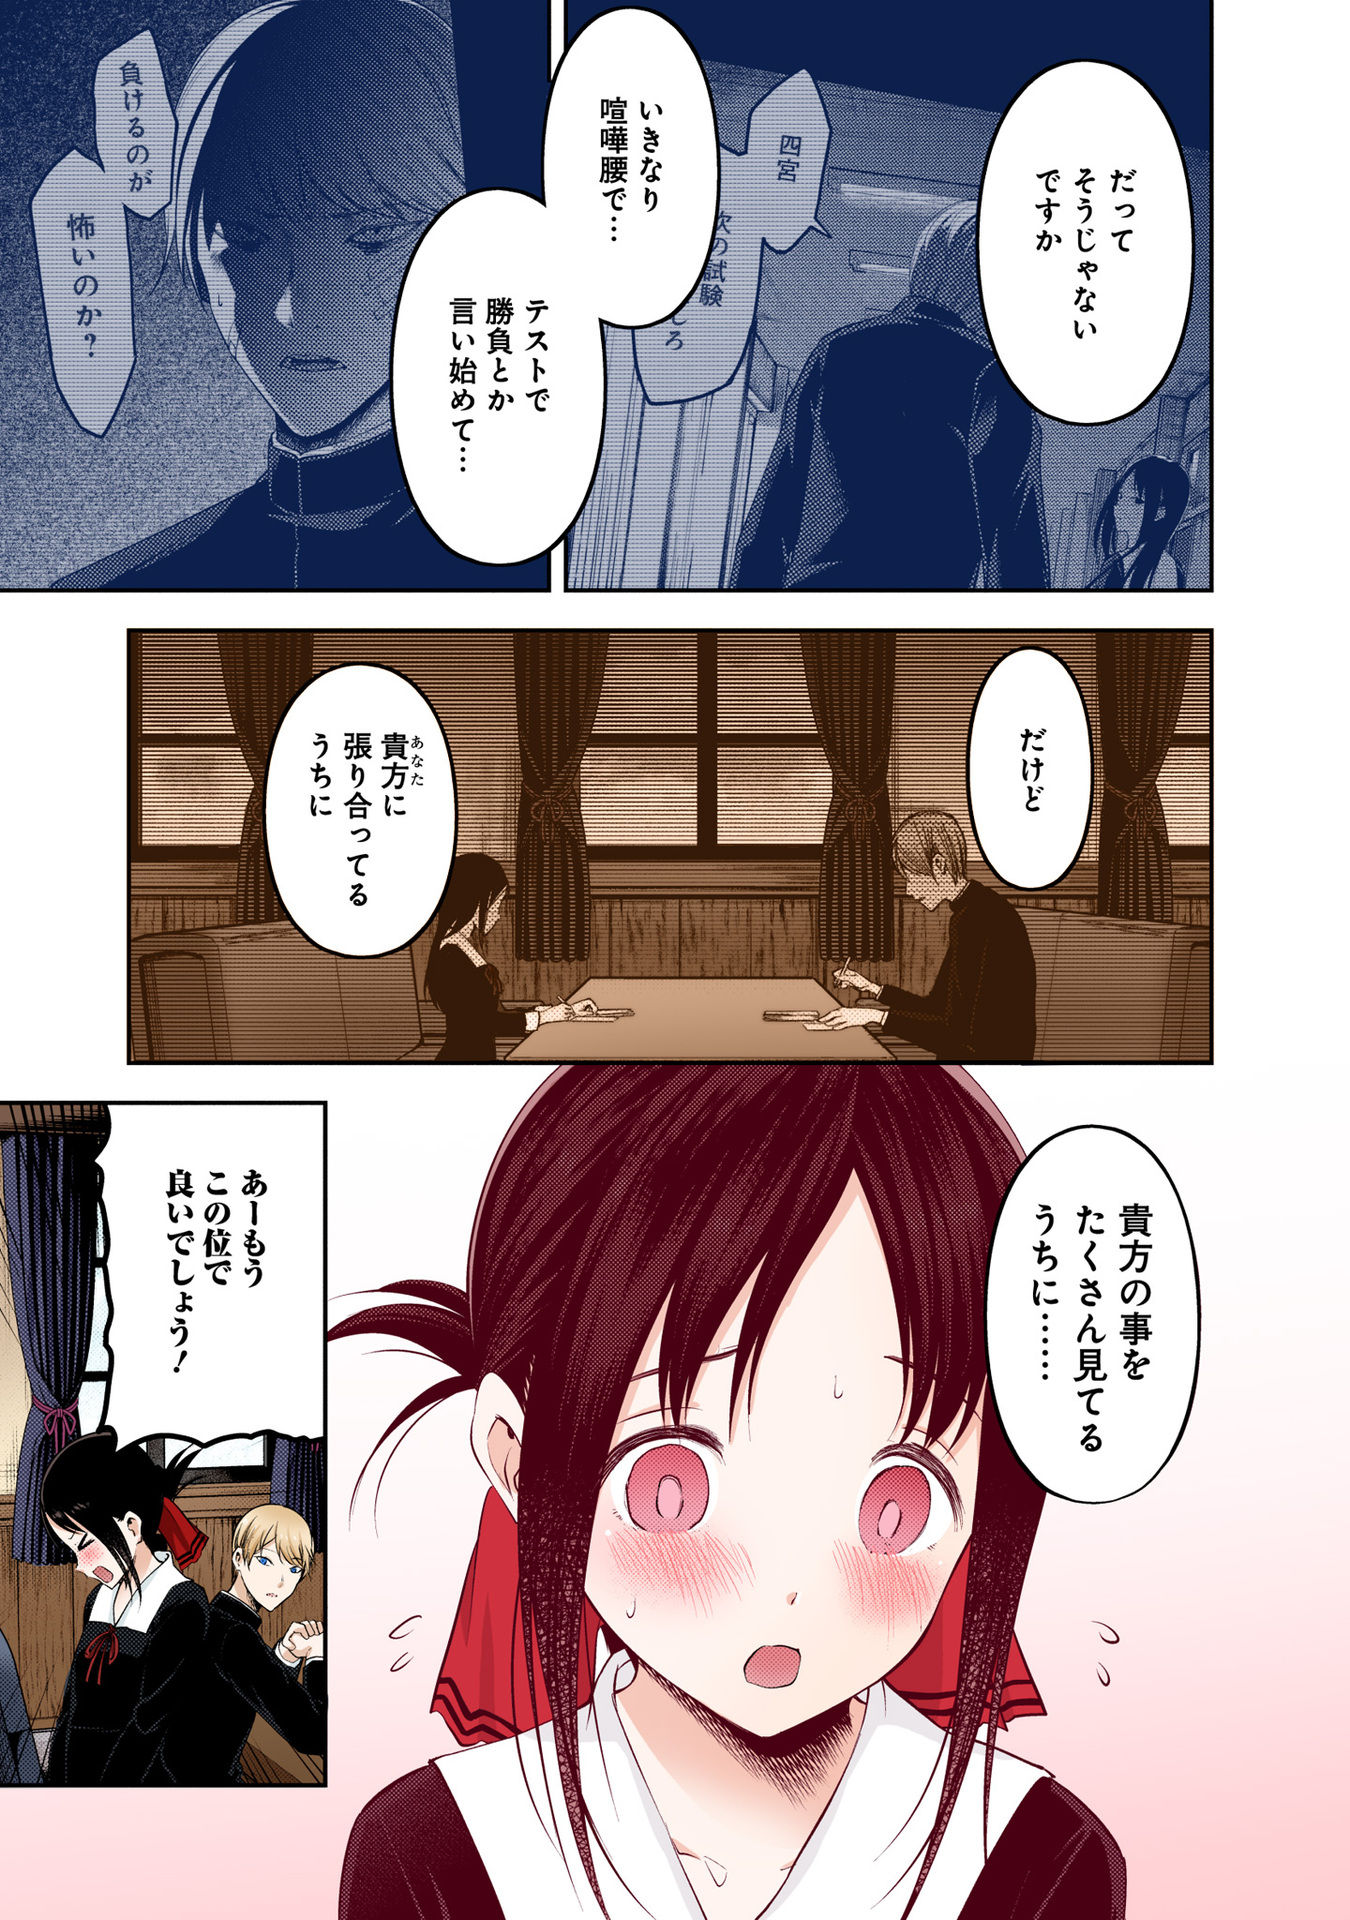 だって
そうじゃない
ですか
四宮
次の試験
しろ
いきなり
喧嘩腰で…
テストで
勝負とか
言い始めて…
負けるのが
怖いのか？
だけど
貴方に
あなた
張り合ってる
うちに
貴方の事を
たくさん見てる
うちに……
あーもう
この位で
良いでしょう！